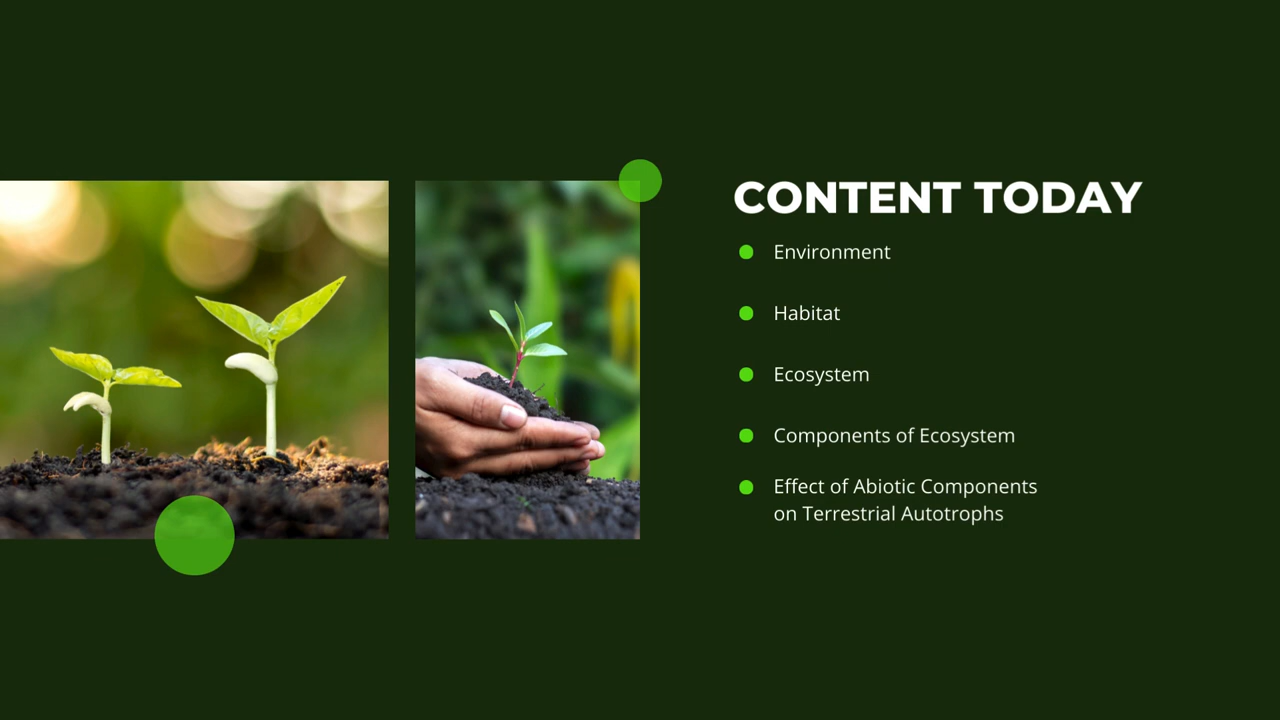 CONTENT TODAY
Environment
Habitat
Ecosystem
Components of Ecosystem
Effect of Abiotic Components
on Terrestrial Autotrophs